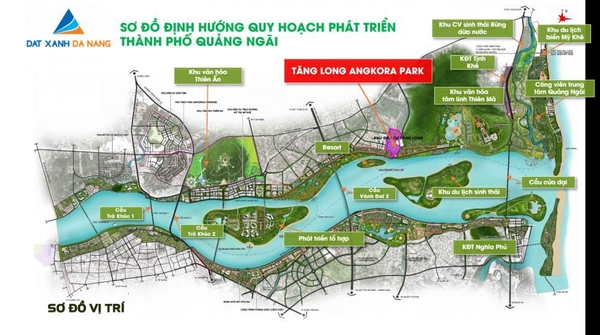 ĐẤT XANH ĐA NANG
SƠ ĐỒ ĐỊNH HƯỚNG QUY HOẠCH PHÁT TRIỂN
THÀNH PHỐ QUẢNG NGÃI
Khu CV sinh thái Rừng
dừa nước
Khu du lịch
biển Mỹ Khê
KĐT Tịnh
Khê
Khu văn hóa
Thiên Ấn
TĂNG LONG ANGKORA PARK
Công viên trung
tâm Quảng Ngãi
Khu văn hóa
tâm linh Thiên Mã
Resort
Cầu cửa đại
Cầu
Vành Đai 2
Khu du lịch sinh thái
Cầu
Trà Khúc 1
Cầu
Trà Khúc 2
Phát triển tổ hợp
KĐT Nghĩa Phú
SƠ ĐỒ VỊ TRÍ